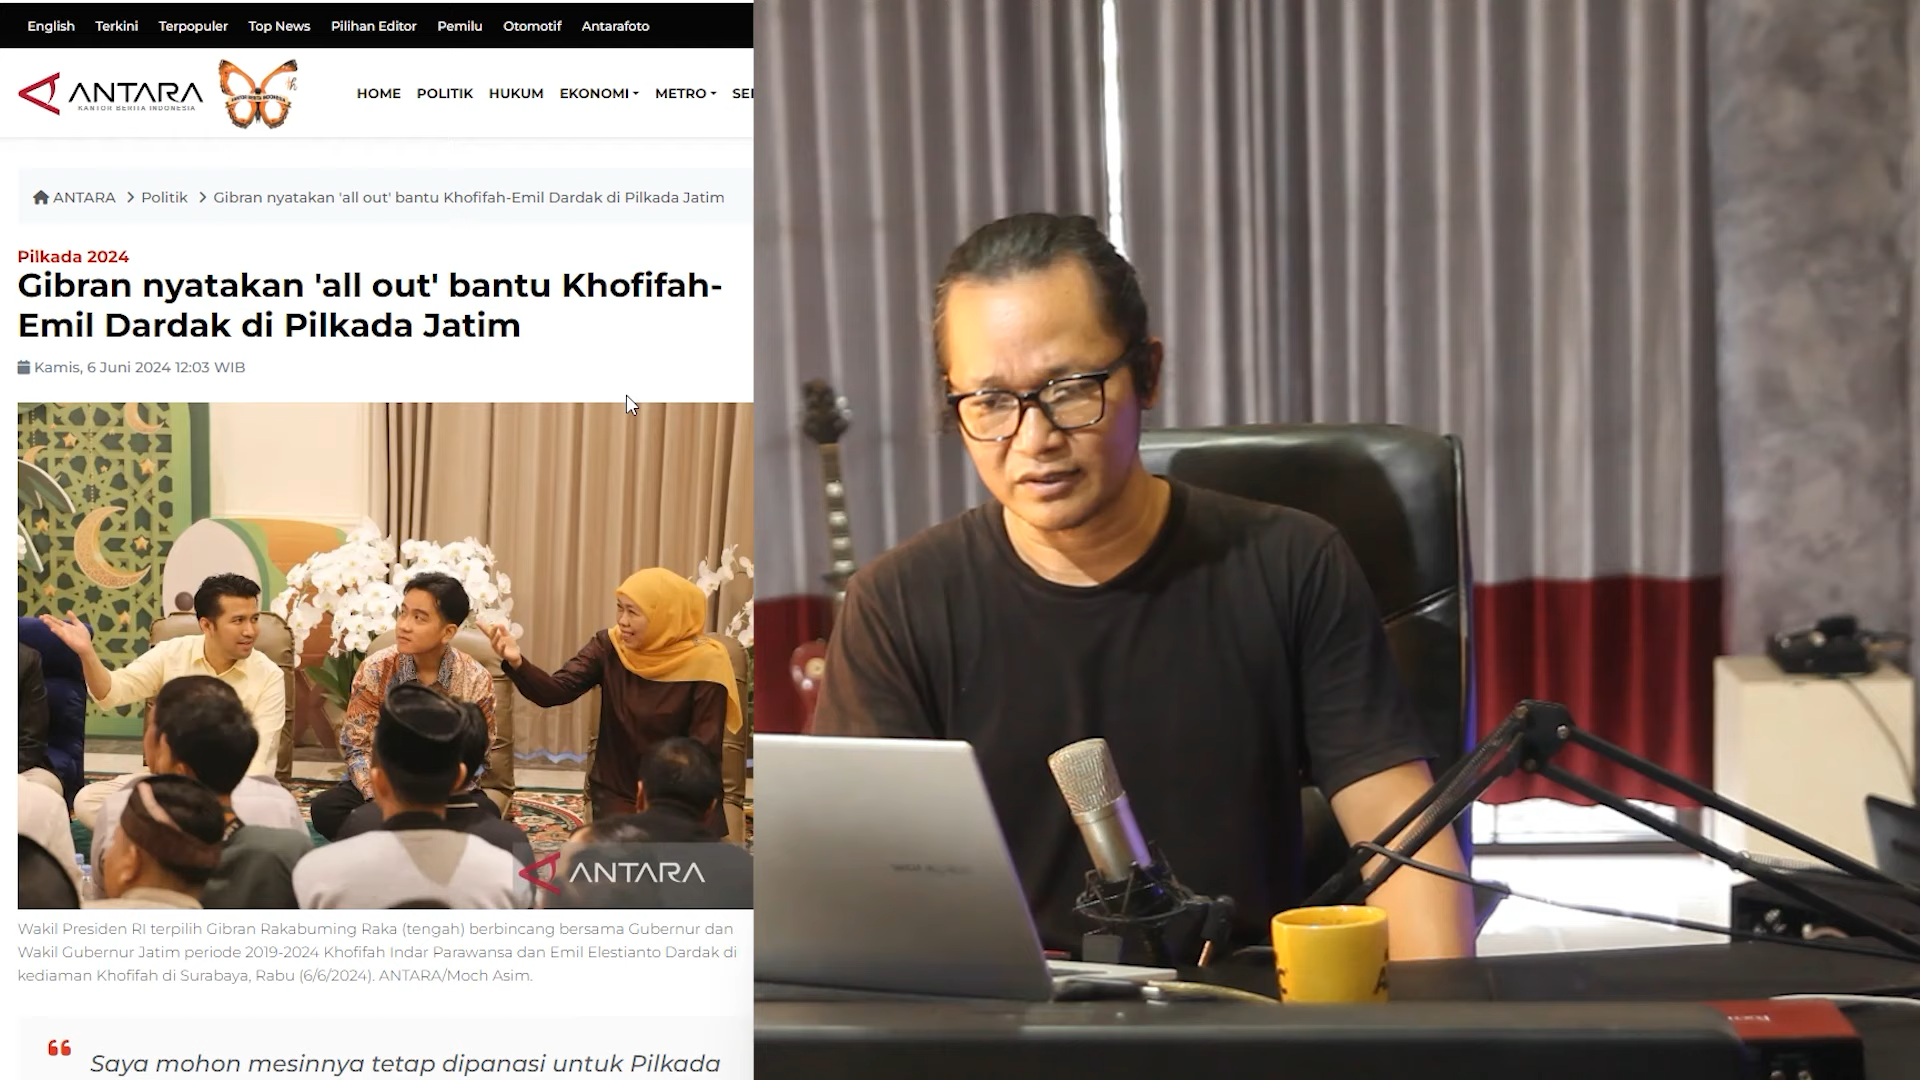 English Terkini Terpopuler Top News Pilihan Editor Pemilu Otomotif Antarafoto
ANTARA
KANTOR BERITA INDONESIA
HOME POLITIK HUKUM EKONOMI METRO SE
ANTARA > Politik > Gibran nyatakan 'all out' bantu Khofifah-Emil Dardak di Pilkada Jatim
Pilkada 2024
Gibran nyatakan 'all out' bantu Khofifah-
Emil Dardak di Pilkada Jatim
Kamis, 6 Juni 2024 12:03 WIB
ANTARA
Wakil Presiden RI terpilih Gibran Rakabuming Raka (tengah) berbincang bersama Gubernur dan
Wakil Gubernur Jatim periode 2019-2024 Khofifah Indar Parawansa dan Emil Elestianto Dardak di
kediaman Khofifah di Surabaya, Rabu (6/6/2024). ANTARA/Moch Asim.
“ Saya mohon mesinnya tetap dipanasi untuk Pilkada